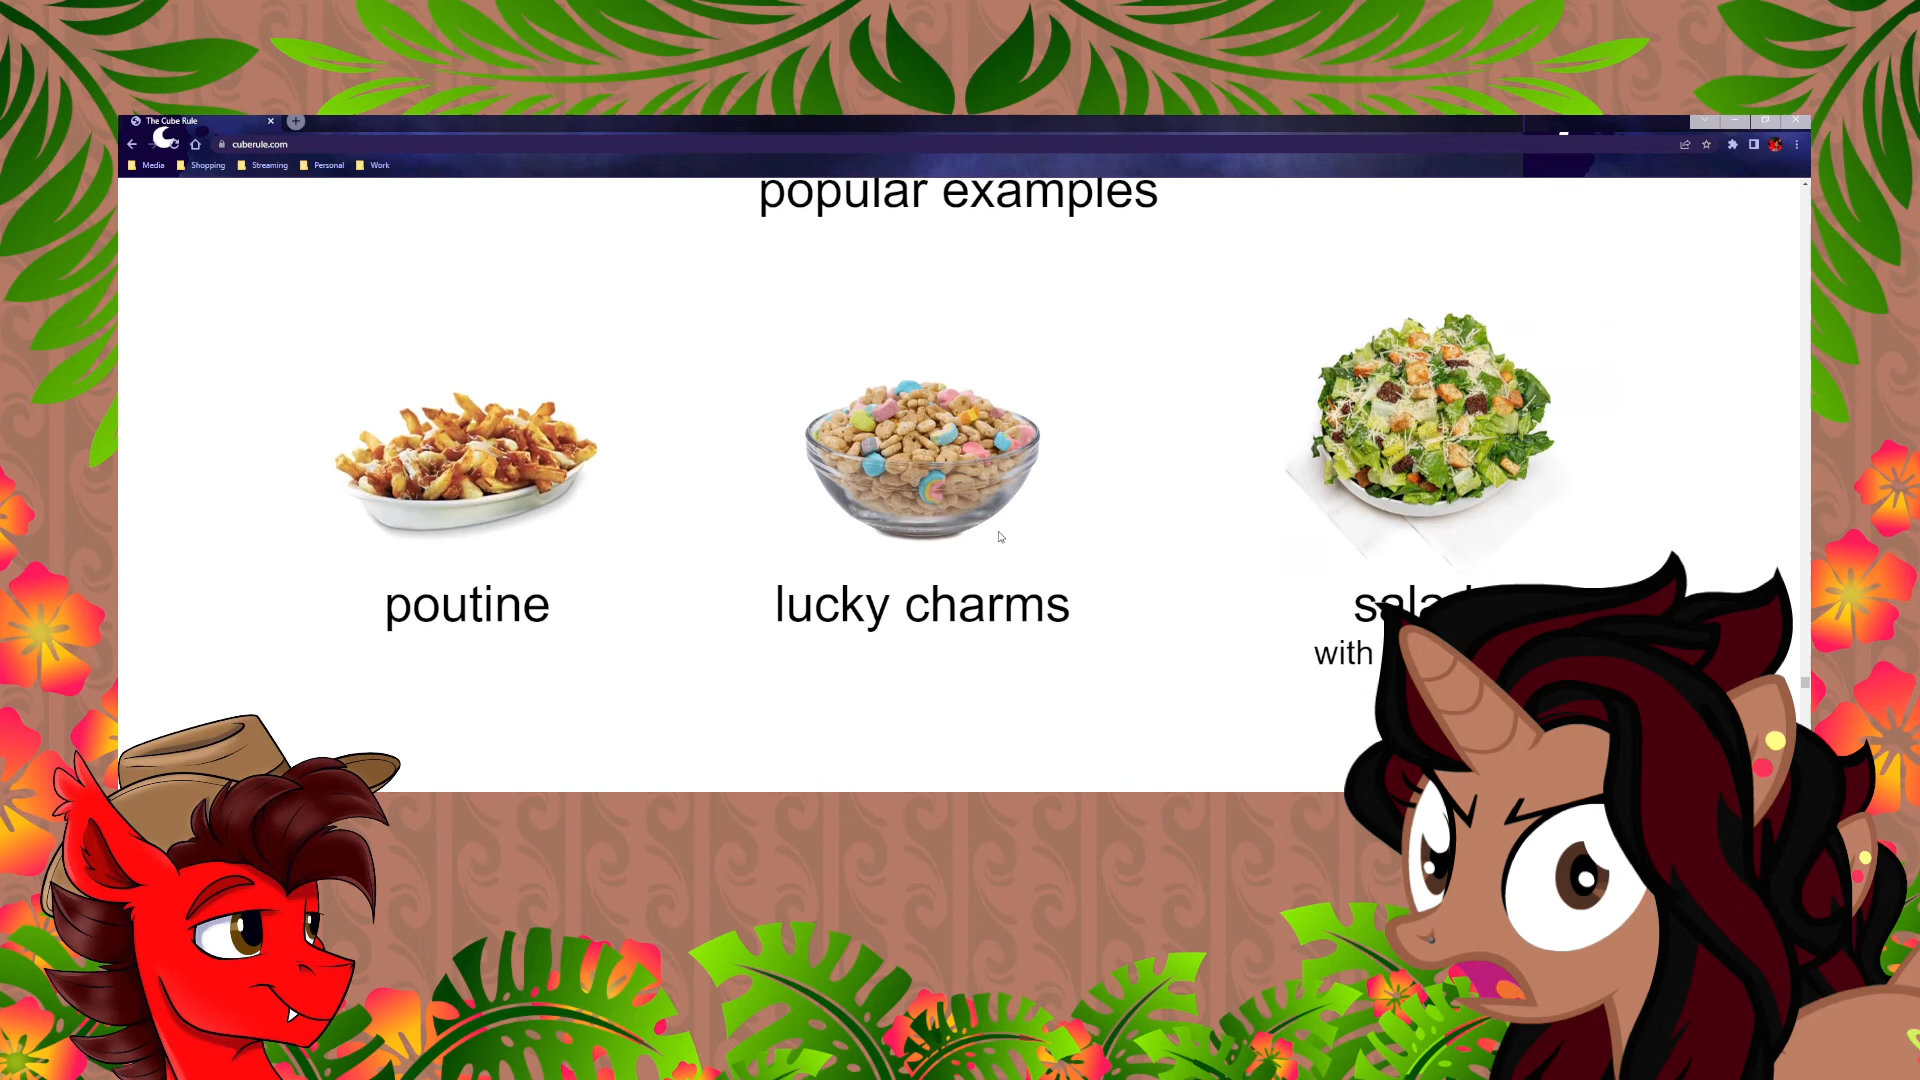 The Cube Rule
cuberule.com
Media Shopping Streaming Personal Work
popular examples
poutine
lucky charms
with